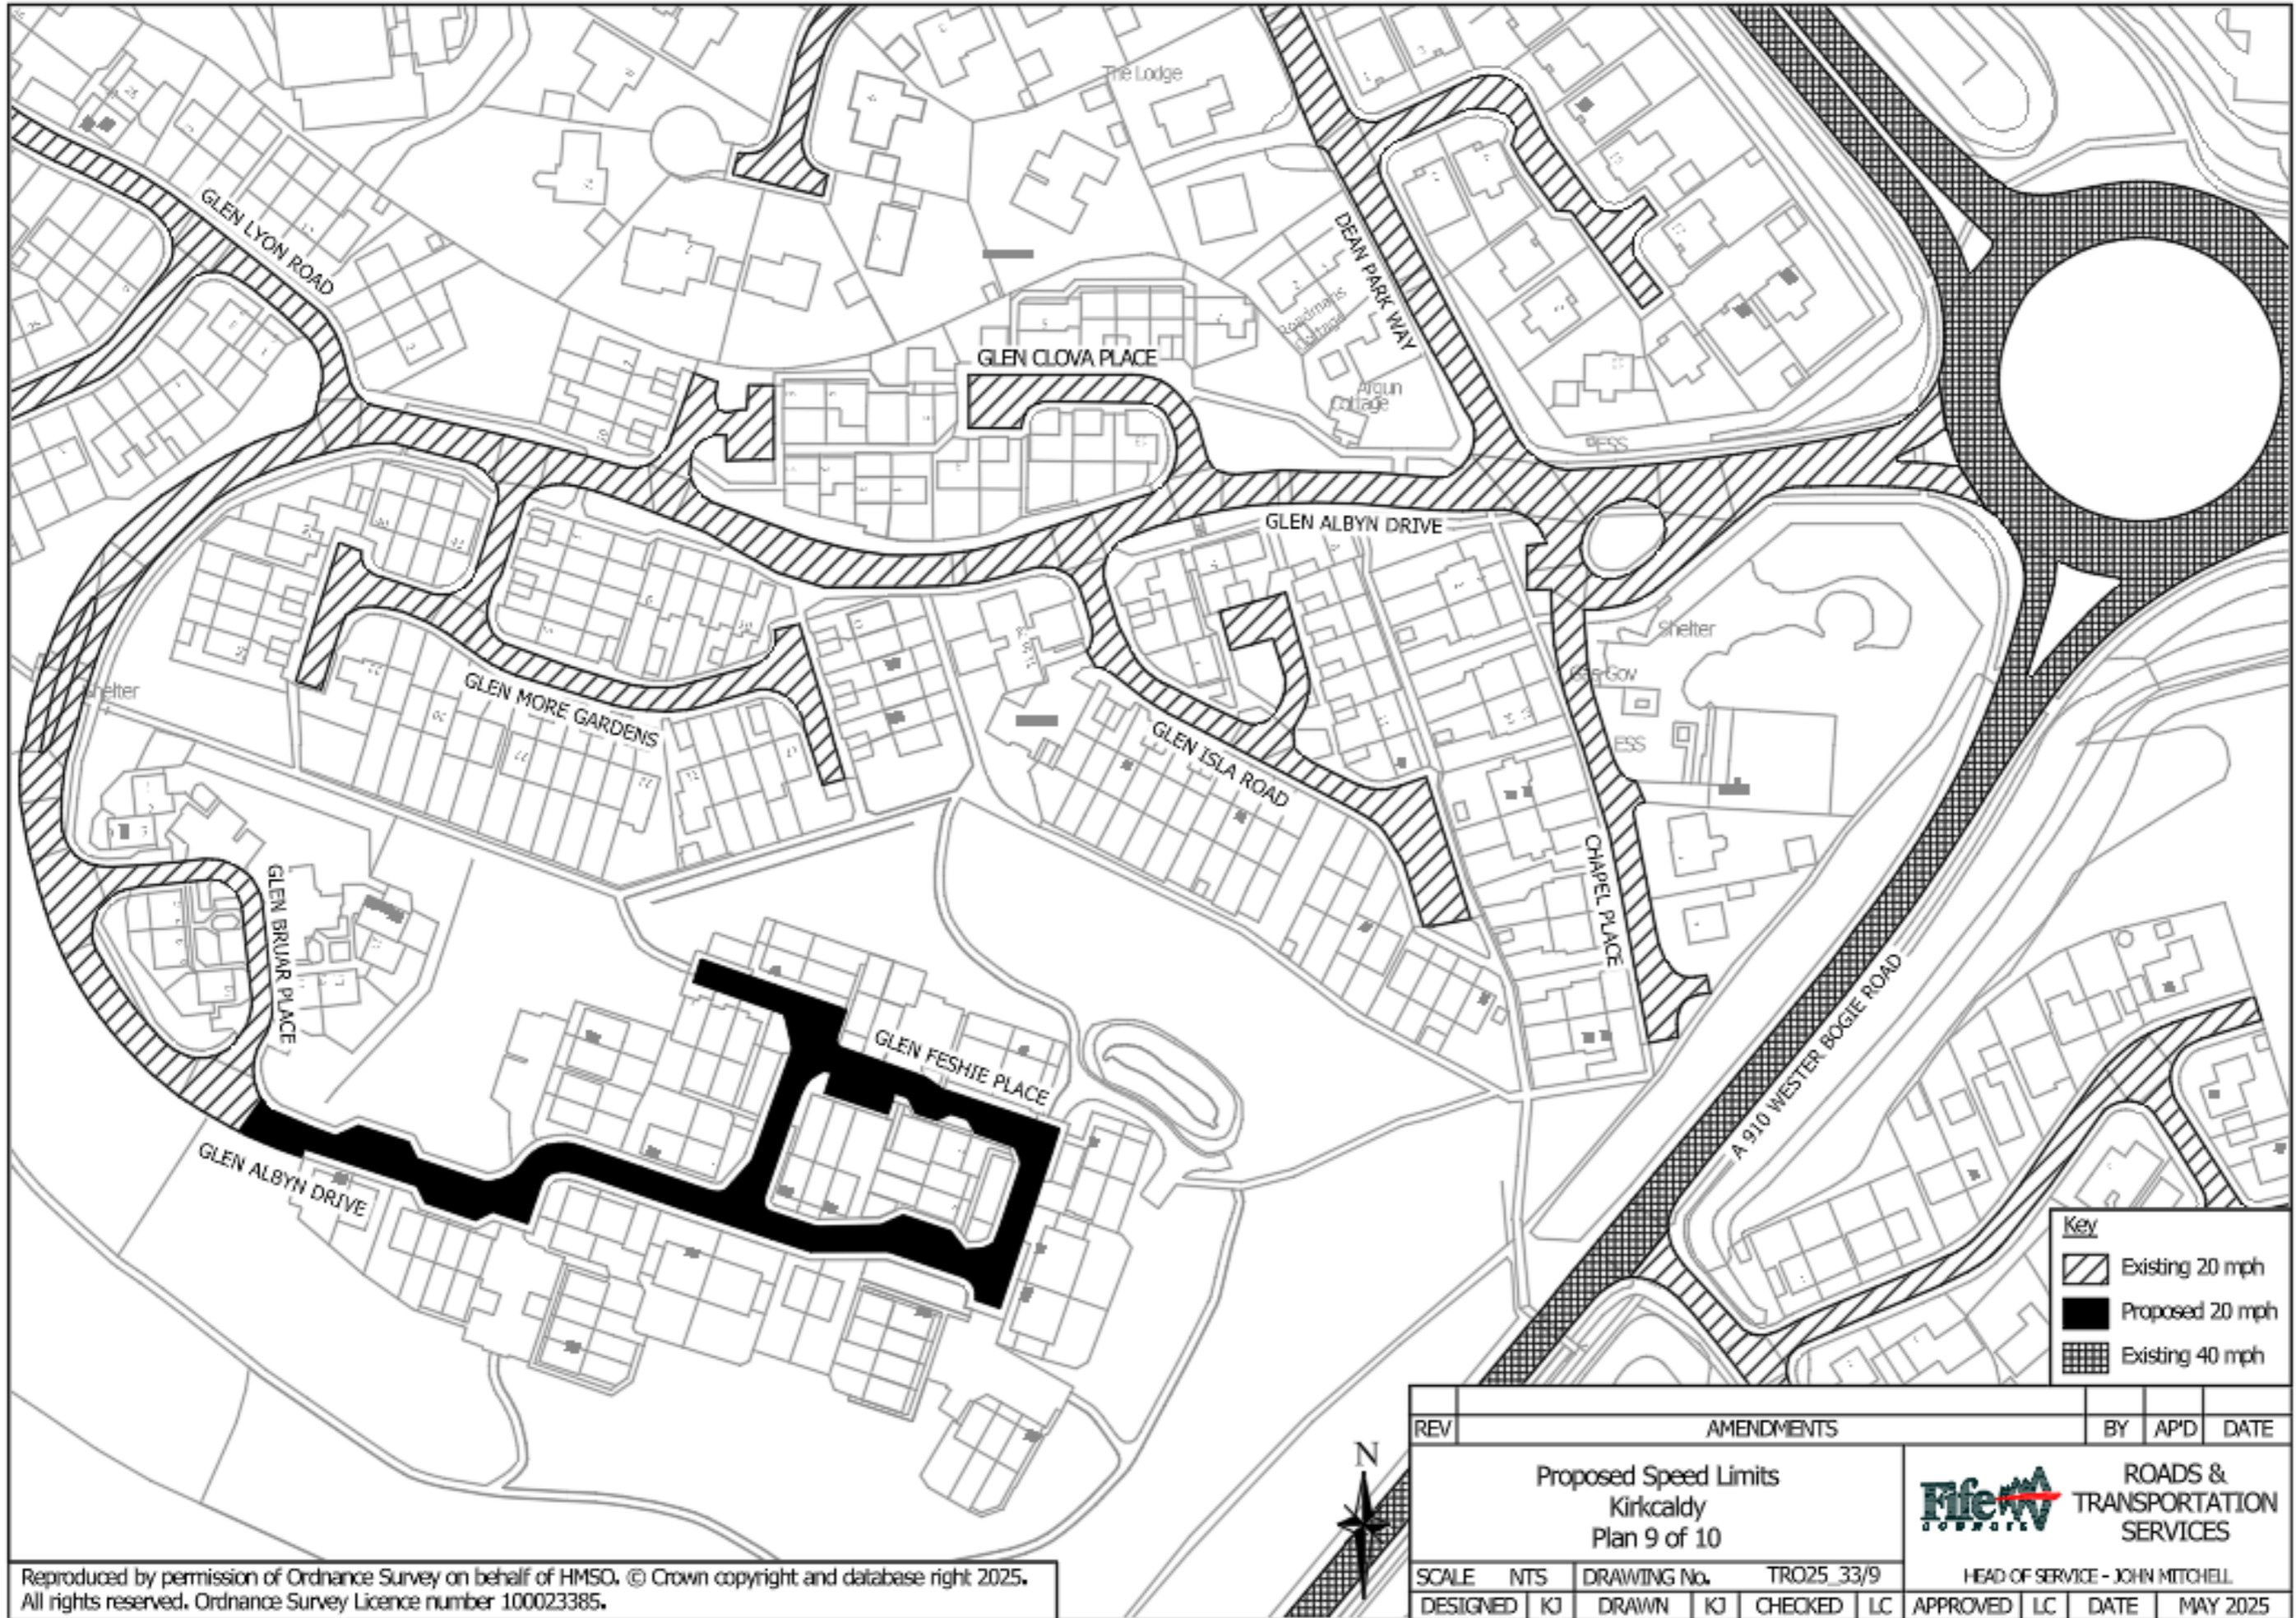 The Lodge
GLEN LYON ROAD
DEAN PARK WAY
GLEN CLOVA PLACE
Cottage
Cottage
ESS
GLEN ALBYN DRIVE
Shelter
Gas Gov
Shelter
GLEN MORE GARDENS
GLEN ISLA ROAD
ESS
CHAPEL PLACE
GLEN BRUAR PLACE
GLEN FESHIE PLACE
A 910 WESTER BOGIE ROAD
GLEN ALBYN DRIVE
Key
Existing 20 mph
Proposed 20 mph
Existing 40 mph
REV AMENDMENTS BY AP'D DATE
N
Proposed Speed Limits
Kirkcaldy
Plan 9 of 10
Fife
COUNCIL
ROADS &
TRANSPORTATION
SERVICES
HEAD OF SERVICE - JOHN MITCHELL
SCALE NTS DRAWING No. TRO25_33/9
DESIGNED KJ DRAWN KJ CHECKED LC APPROVED LC DATE MAY 2025
Reproduced by permission of Ordnance Survey on behalf of HMSO. © Crown copyright and database right 2025.
All rights reserved. Ordnance Survey Licence number 100023385.